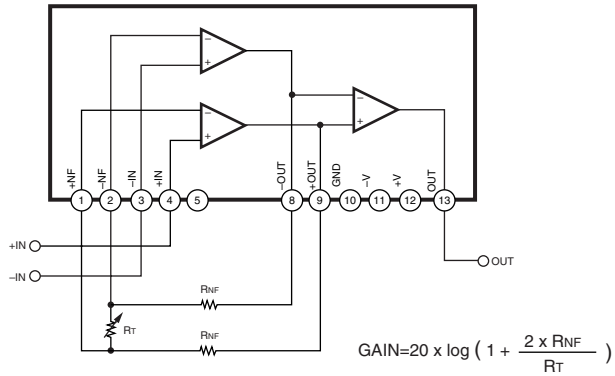 − + − + − +
+NF −NF −IN +IN −OUT +OUT GND −V +V OUT
1 2 3 4 5 8 9 10 11 12 13
+IN
−IN
OUT
RNF
RT
RNF
GAIN=20 x log ( 1 + 2 x RNF / RT )